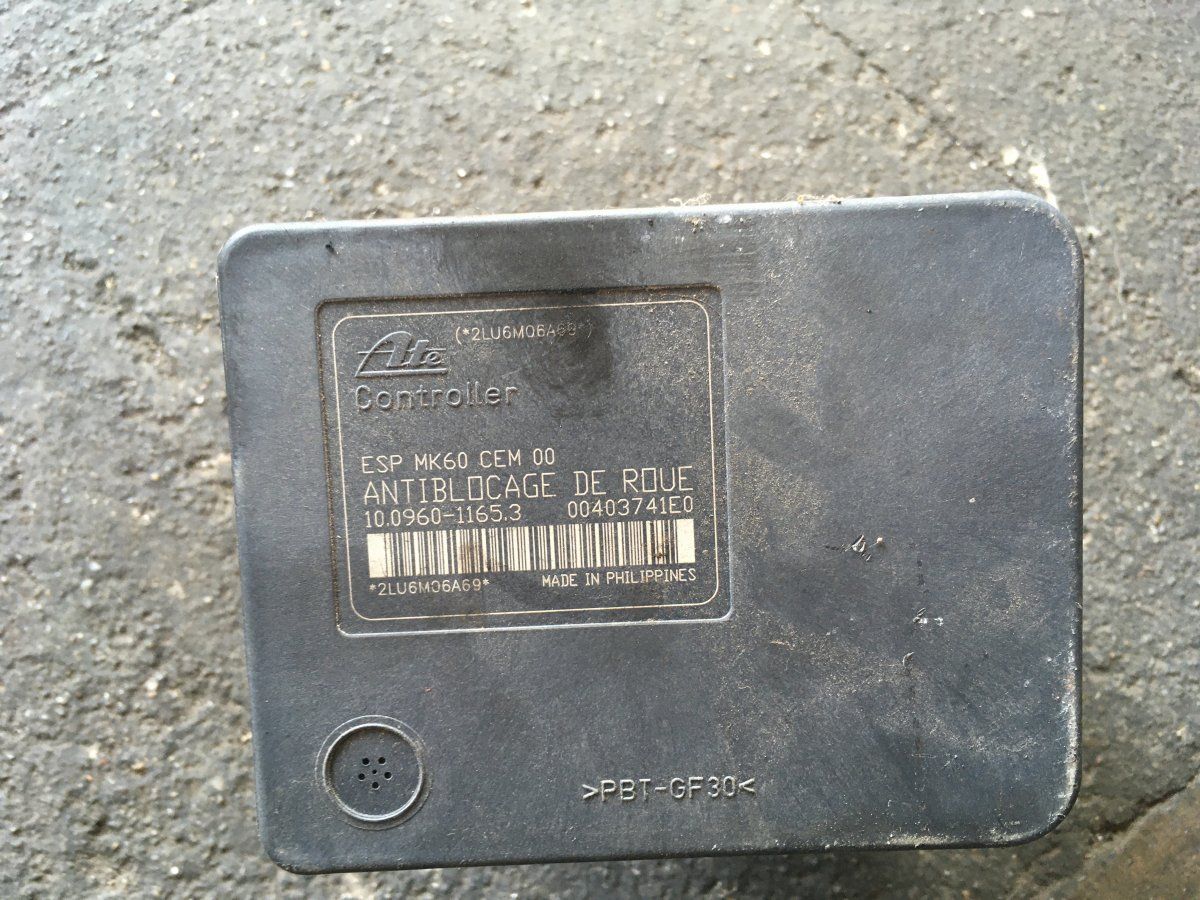 (*2LU6M06A69*)
Ate
Controller
ESP MK60 CEM 00
ANTIBLOCAGE DE ROUE
10.0960-1165.3 00403741E0
*2LU6M06A69* MADE IN PHILIPPINES
>PBT-GF30<